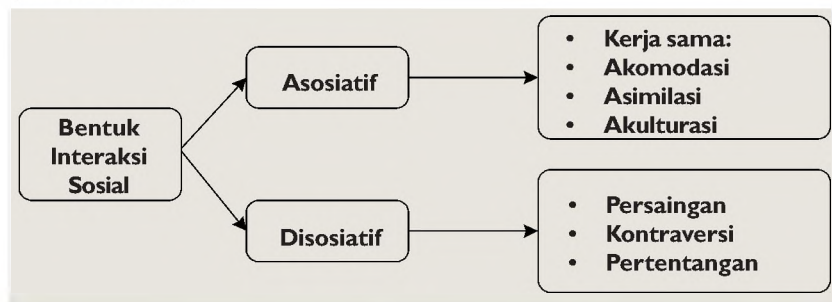 Bentuk
Interaksi
Sosial
Asosiatif
• Kerja sama:
• Akomodasi
• Asimilasi
• Akulturasi
Disosiatif
• Persaingan
• Kontraversi
• Pertentangan